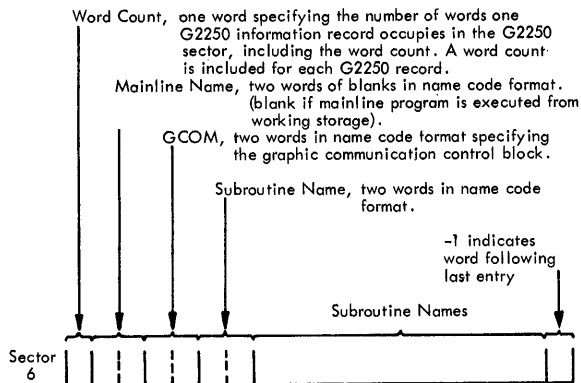 Word Count, one word specifying the number of words one
G2250 information record occupies in the G2250
sector, including the word count. A word count
is included for each G2250 record.
Mainline Name, two words of blanks in name code format.
(blank if mainline program is executed from
working storage).
GCOM, two words in name code format specifying
the graphic communication control block.
Subroutine Name, two words in name code
format.
-1 indicates
word following
last entry
Subroutine Names
Sector
6